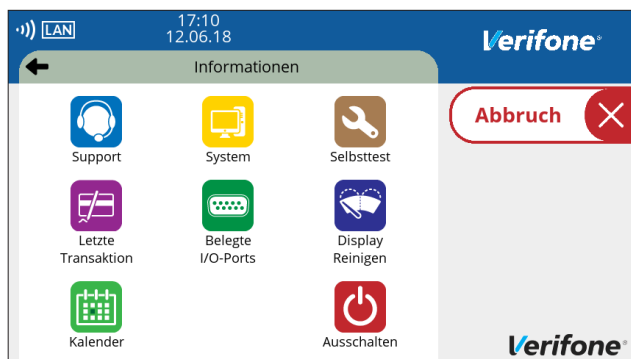 LAN
17:10
12.06.18
Verifone
Informationen
Abbruch
Support
System
Selbsttest
Letzte
Transaktion
Belegte
I/O-Ports
Display
Reinigen
Kalender
Ausschalten
Verifone